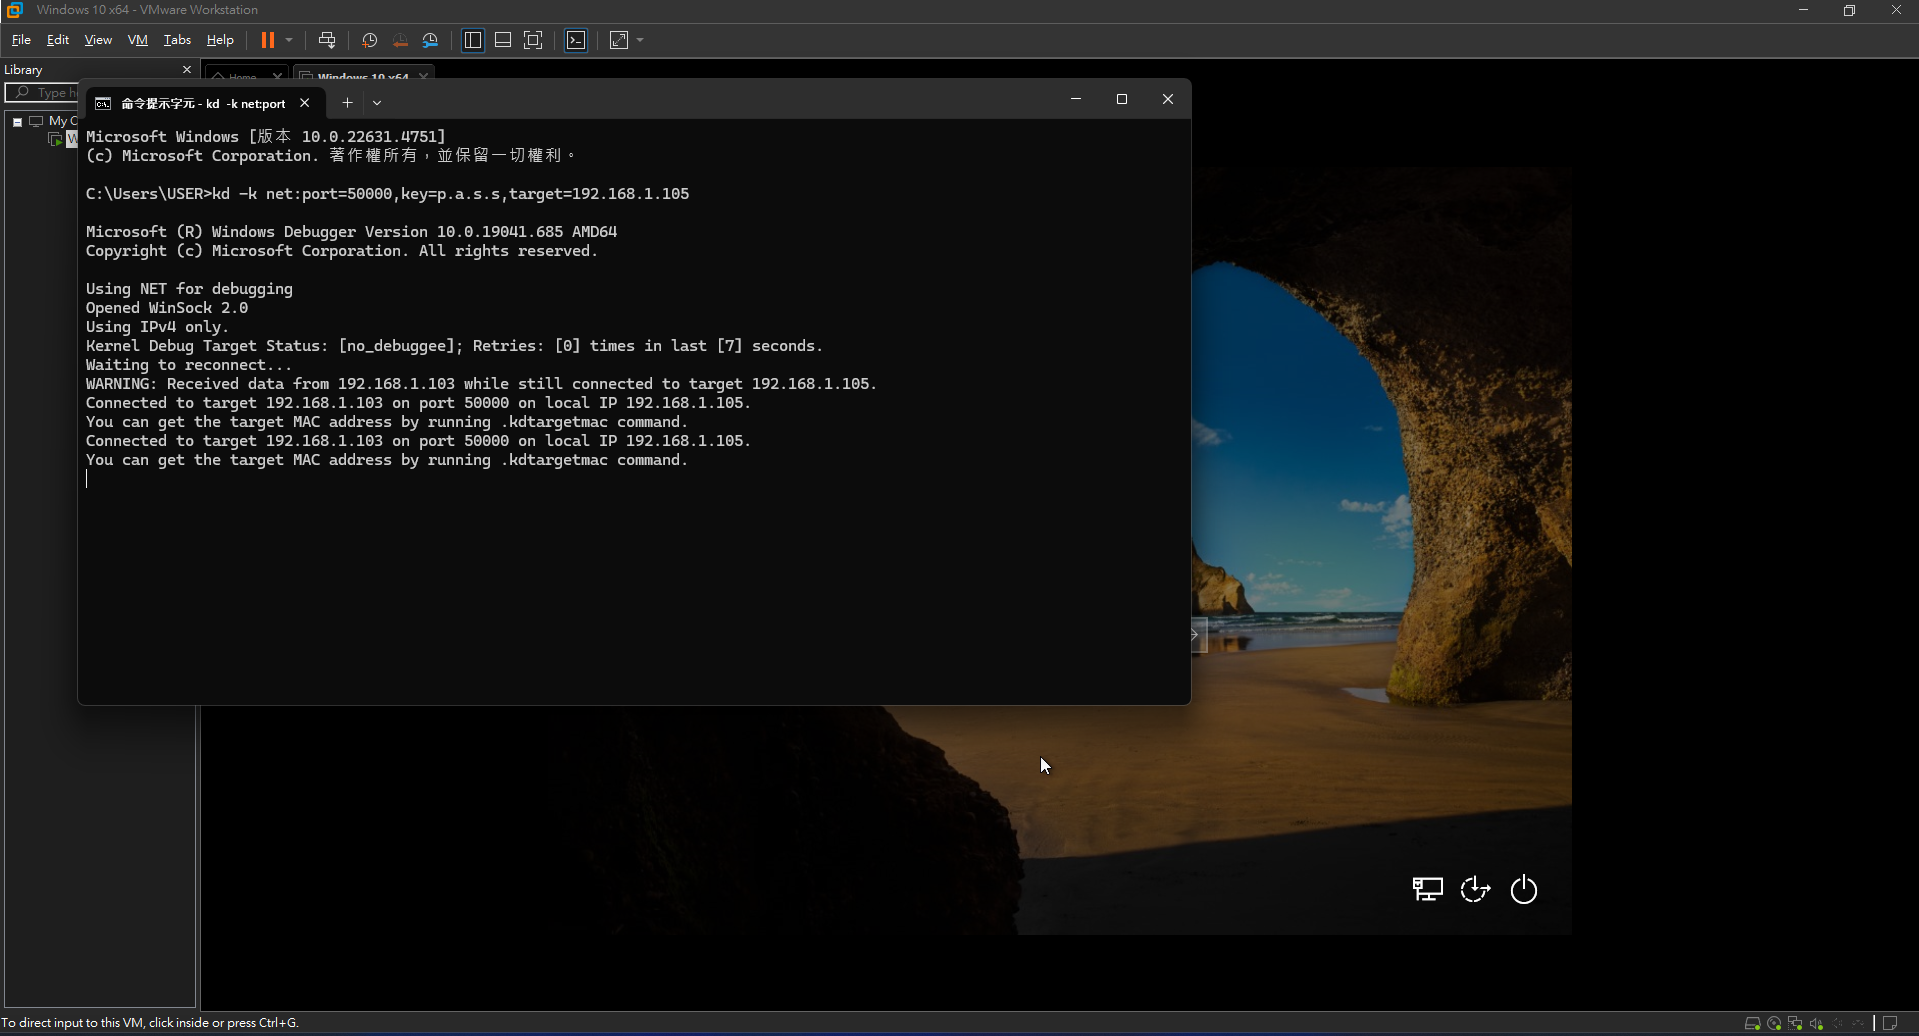 Windows 10 x64 - VMware Workstation
File Edit View VM Tabs Help
Library
Home
Windows 10 x64
Type h
My C
W
命令提示字元 - kd -k net:port
Microsoft Windows [版本 10.0.22631.4751]
(c) Microsoft Corporation. 著作權所有，並保留一切權利。
C:\Users\USER>kd -k net:port=50000,key=p.a.s.s,target=192.168.1.105
Microsoft (R) Windows Debugger Version 10.0.19041.685 AMD64
Copyright (c) Microsoft Corporation. All rights reserved.
Using NET for debugging
Opened WinSock 2.0
Using IPv4 only.
Kernel Debug Target Status: [no_debuggee]; Retries: [0] times in last [7] seconds.
Waiting to reconnect...
WARNING: Received data from 192.168.1.103 while still connected to target 192.168.1.105.
Connected to target 192.168.1.103 on port 50000 on local IP 192.168.1.105.
You can get the target MAC address by running .kdtargetmac command.
Connected to target 192.168.1.103 on port 50000 on local IP 192.168.1.105.
You can get the target MAC address by running .kdtargetmac command.
To direct input to this VM, click inside or press Ctrl+G.